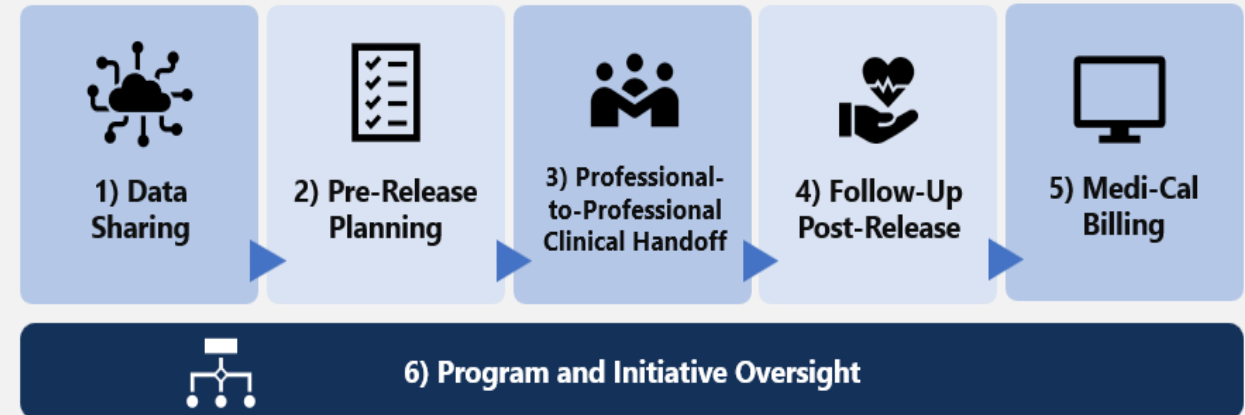 1) Data
Sharing
2) Pre-Release
Planning
3) Professional-
to-Professional
Clinical Handoff
4) Follow-Up
Post-Release
5) Medi-Cal
Billing
6) Program and Initiative Oversight